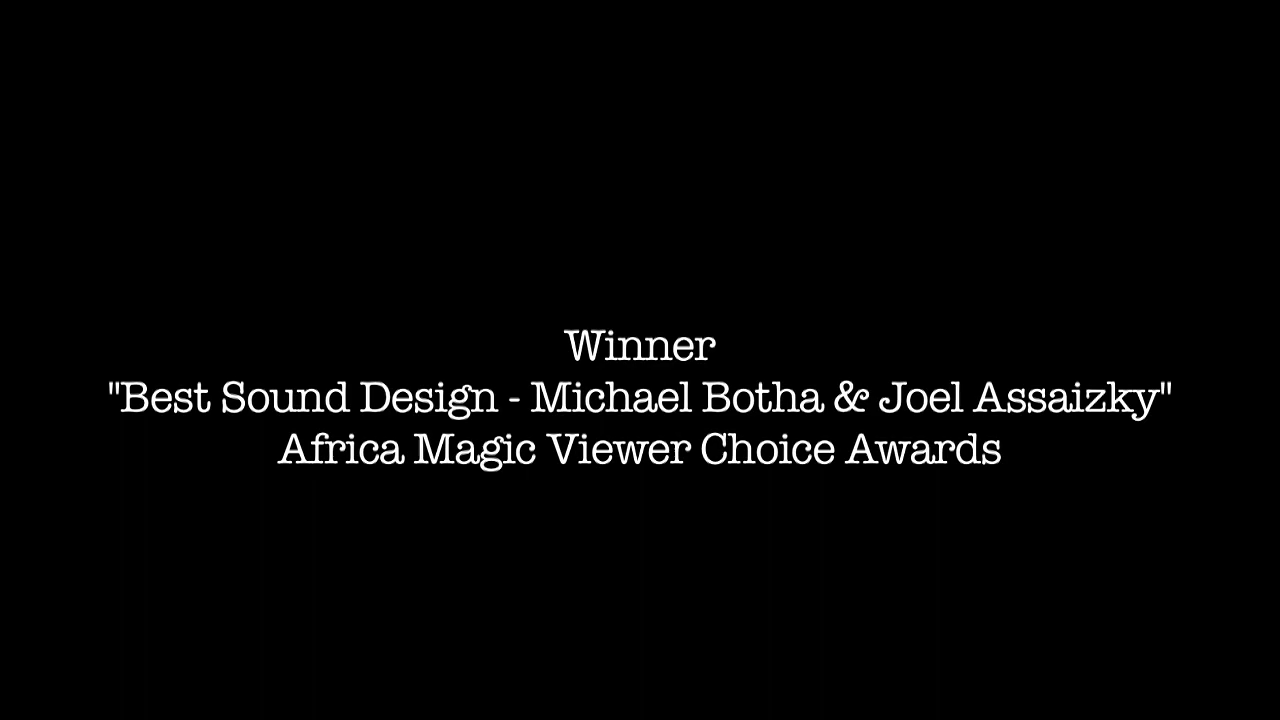 Winner
"Best Sound Design - Michael Botha & Joel Assaizky"
Africa Magic Viewer Choice Awards